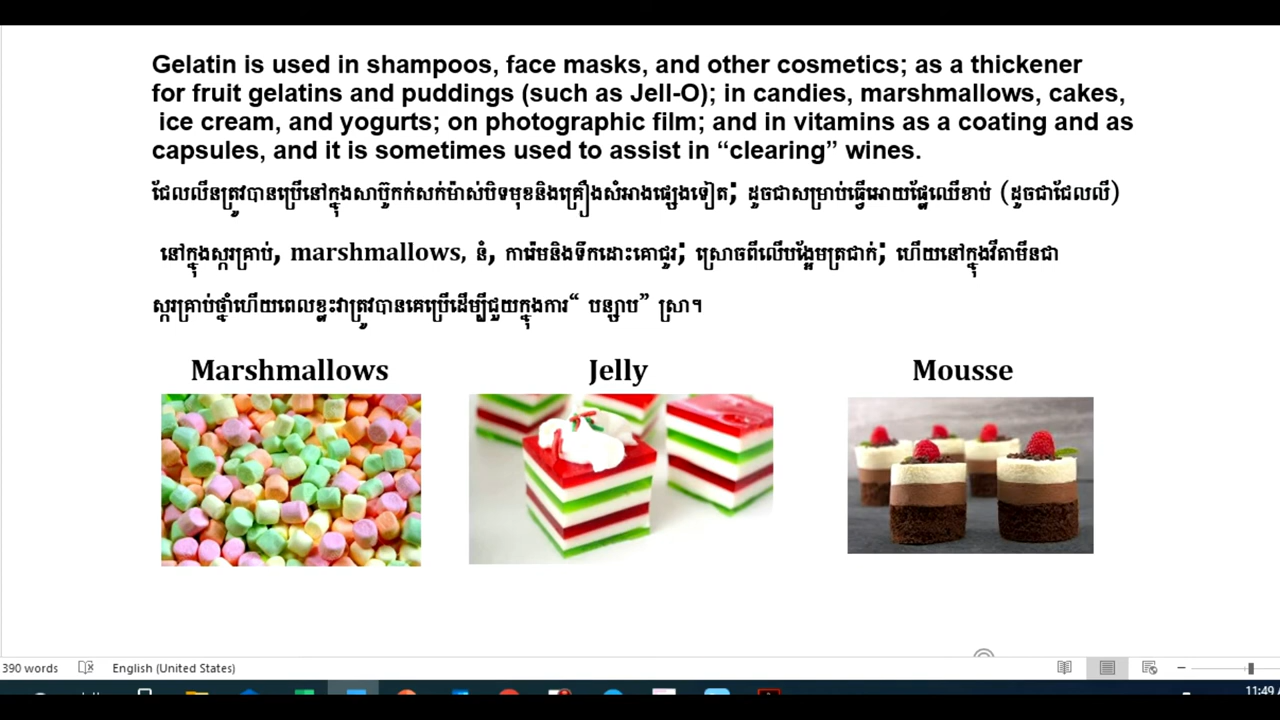 Gelatin is used in shampoos, face masks, and other cosmetics; as a thickener
for fruit gelatins and puddings (such as Jell-O); in candies, marshmallows, cakes,
ice cream, and yogurts; on photographic film; and in vitamins as a coating and as
capsules, and it is sometimes used to assist in “clearing” wines.
ជែលលីនត្រូវបានប្រើនៅក្នុងសាប៊ូកក់សក់ម៉ាស់បិទមុខនិងគ្រឿងសំអាងផ្សេងទៀត; ដូចជាសម្រាប់ធ្វើអោយផ្លែឈើខាប់ (ដូចជាជែលលី)
នៅក្នុងស្ករគ្រាប់, marshmallows, នំ, ការ៉េមនិងទឹកដោះគោជូរ; ស្រោចពីលើបង្អែមត្រជាក់; ហើយនៅក្នុងវីតាមីនជា
ស្ករគ្រាប់ថ្នាំហើយពេលខ្លះវាត្រូវបានគេប្រើដើម្បីជួយក្នុងការ“ បន្សាប” ស្រា។
Marshmallows Jelly Mousse
390 words English (United States)
11:49